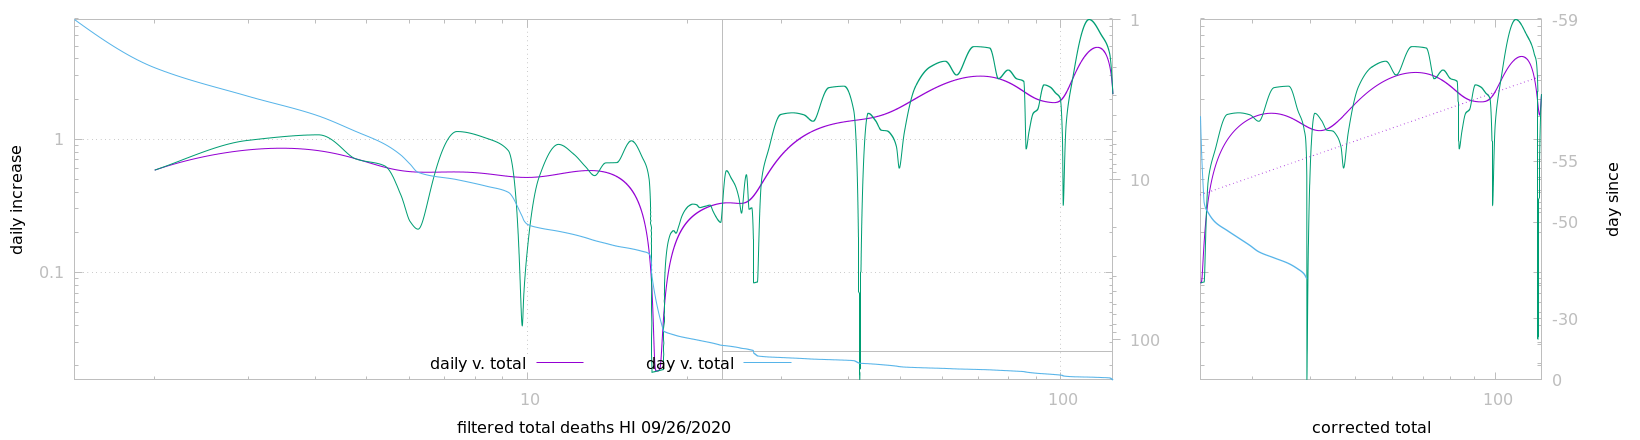 1
-59
daily increase
1
-55
10
day since
-50
0.1
-30
100
daily v. total
day v. total
0
10
100
100
filtered total deaths HI 09/26/2020
corrected total